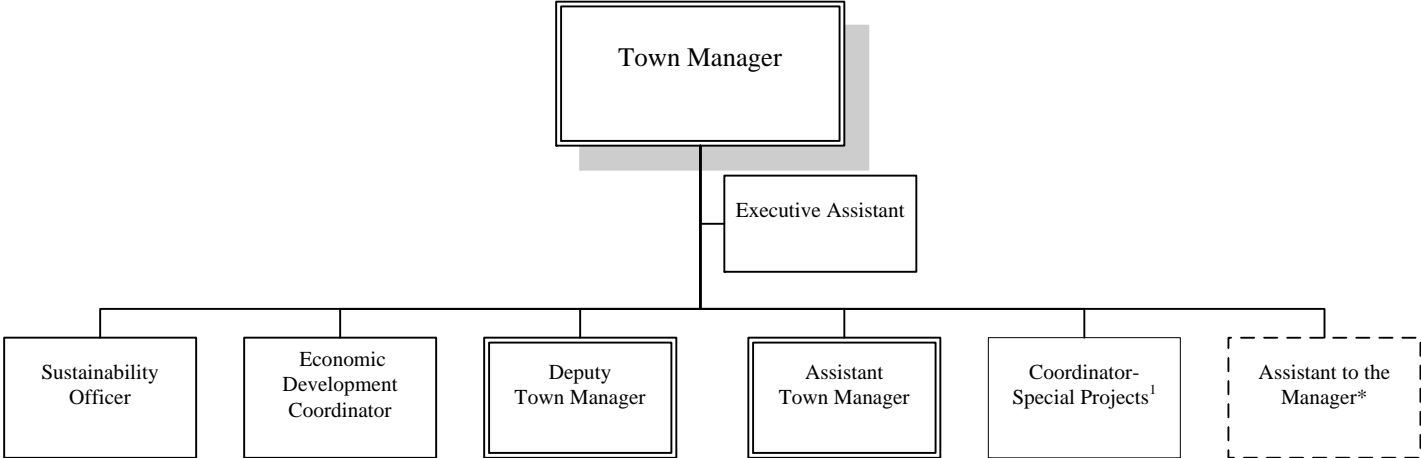 Town Manager
Executive Assistant
Sustainability
Officer
Economic
Development
Coordinator
Deputy
Town Manager
Assistant
Town Manager
Coordinator-
Special Projects¹
Assistant to the
Manager*